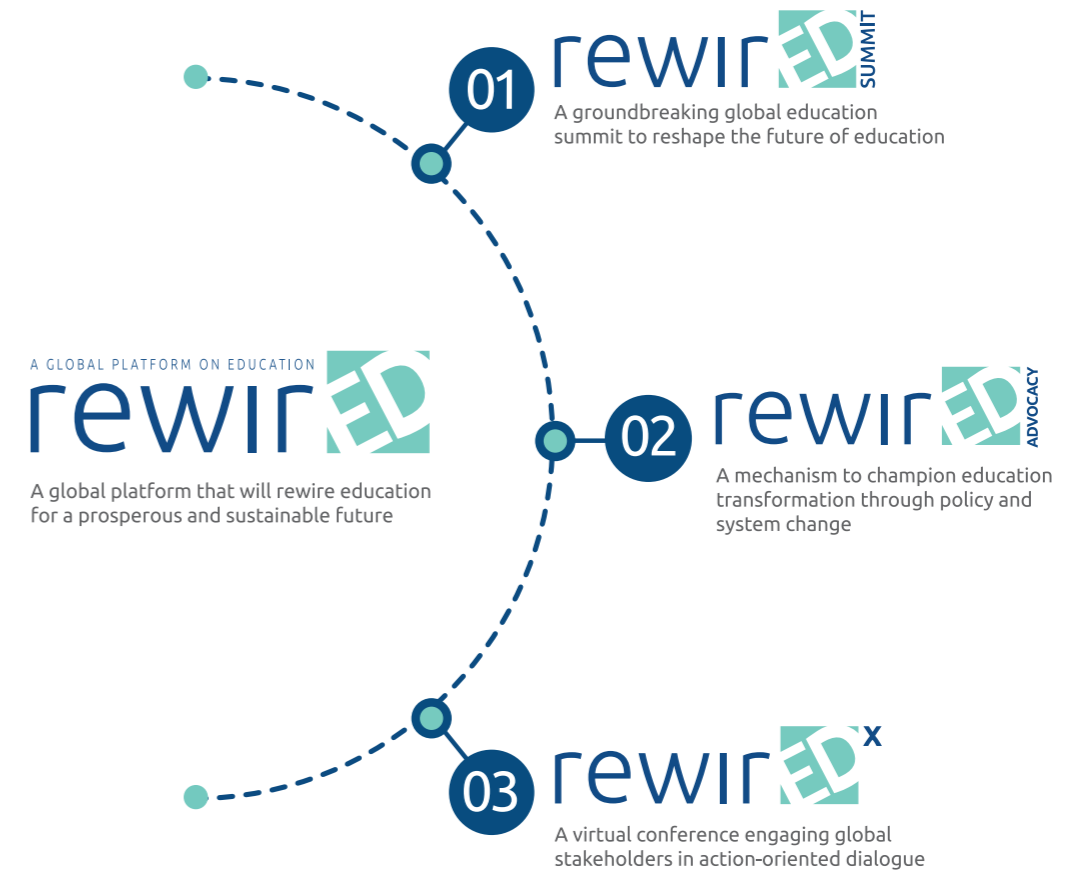 01
rewirED SUMMIT
A groundbreaking global education
summit to reshape the future of education
A GLOBAL PLATFORM ON EDUCATION
rewirED
A global platform that will rewire education
for a prosperous and sustainable future
02
rewirED ADVOCACY
A mechanism to champion education
transformation through policy and
system change
03
rewirED X
A virtual conference engaging global
stakeholders in action-oriented dialogue